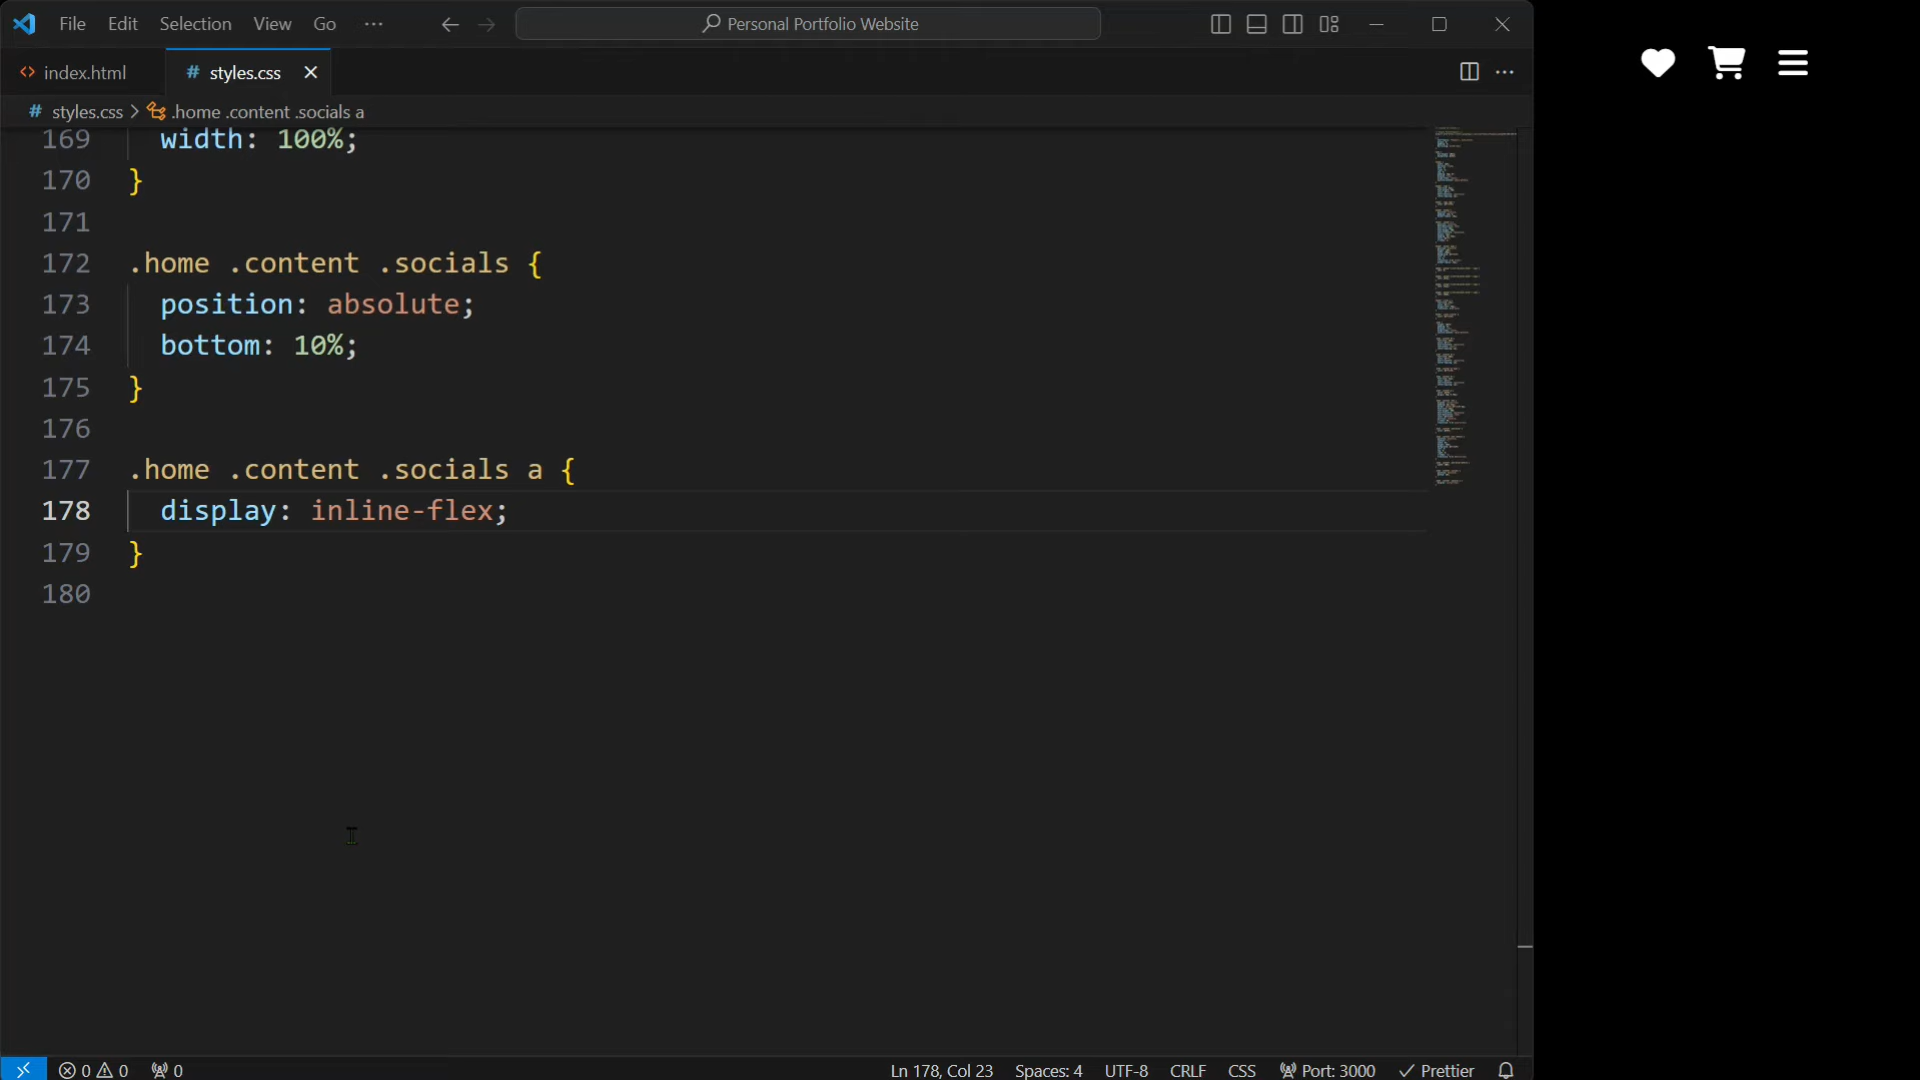 File Edit Selection View Go ··· Personal Portfolio Website
index.html # styles.css
# styles.css > .home .content .socials a
169 width: 100%;
170 }
171
172 .home .content .socials {
173 position: absolute;
174 bottom: 10%;
175 }
176
177 .home .content .socials a {
178 display: inline-flex;
179 }
180
0 0 0 Ln 178, Col 23 Spaces: 4 UTF-8 CRLF CSS Port: 3000 Prettier